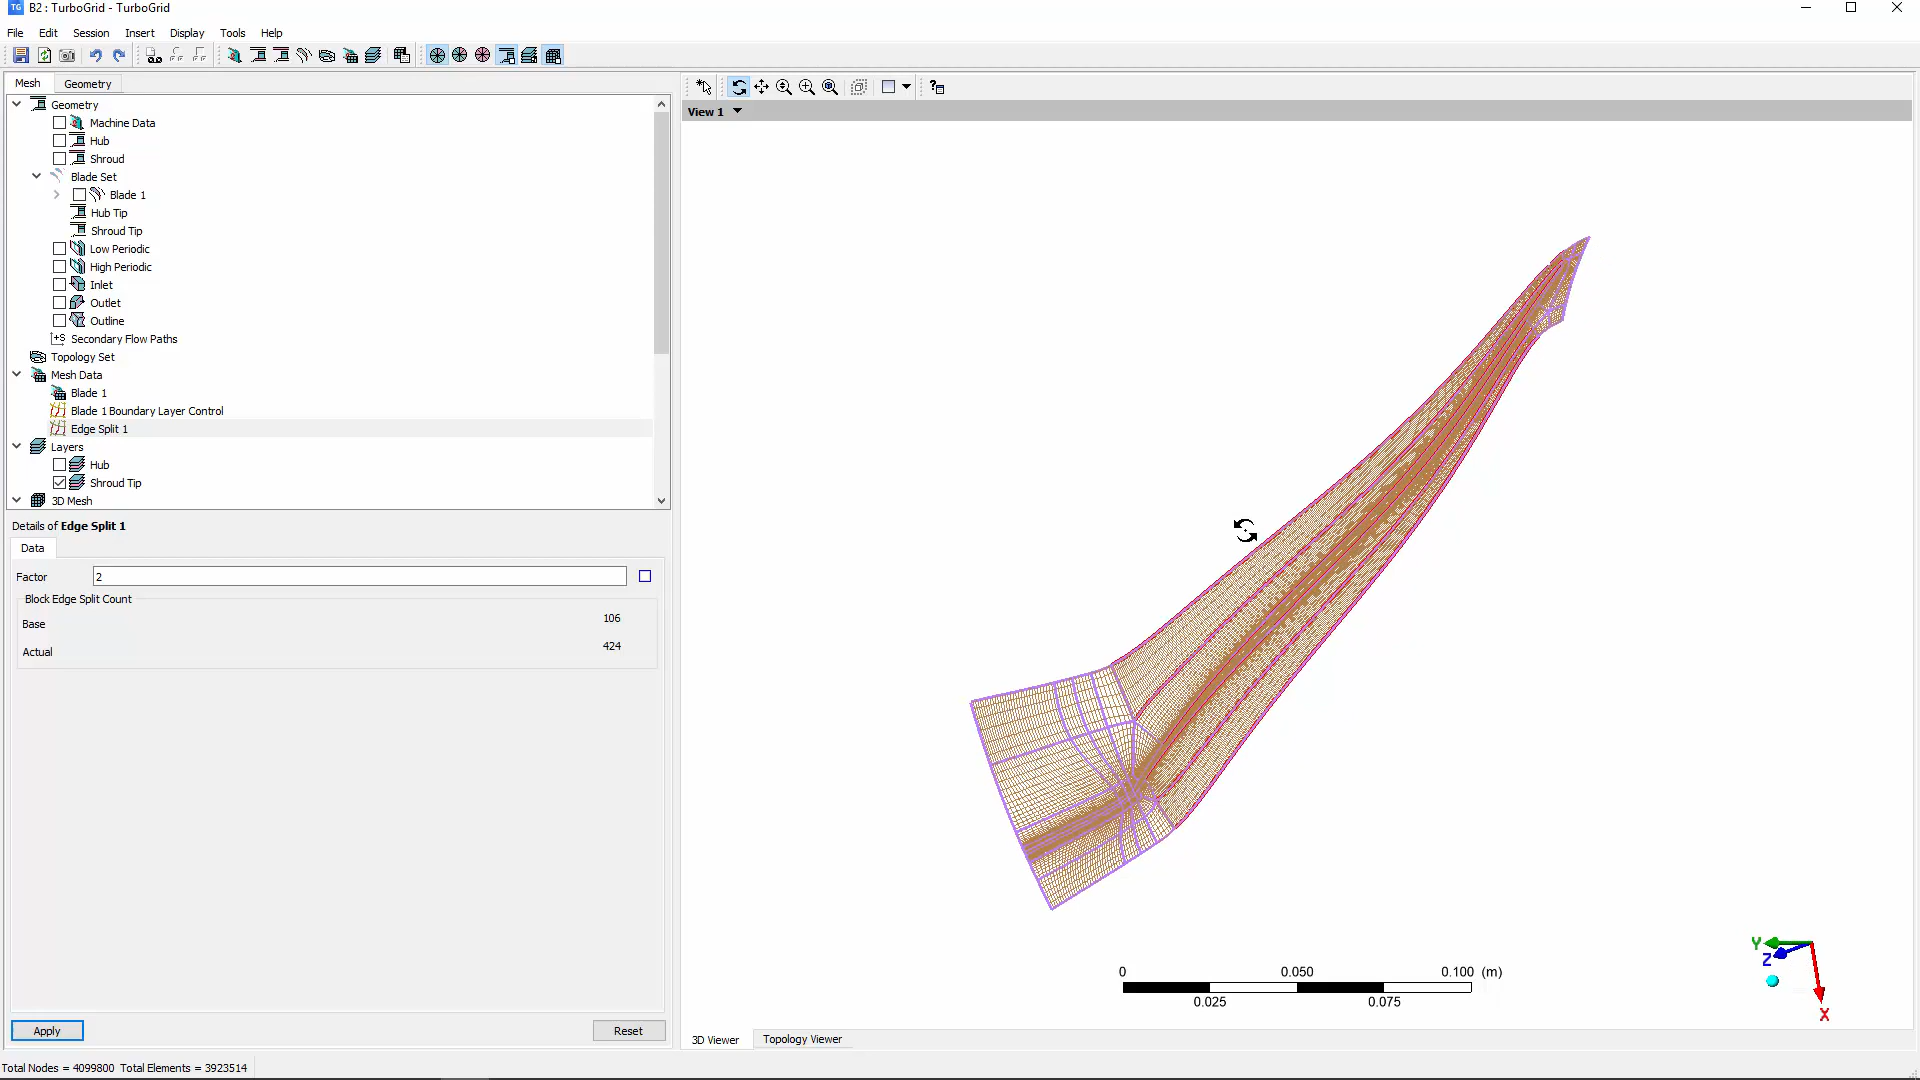 TG B2 : TurboGrid - TurboGrid
File Edit Session Insert Display Tools Help
Mesh Geometry
Geometry
Machine Data
Hub
Shroud
Blade Set
Blade 1
Hub Tip
Shroud Tip
Low Periodic
High Periodic
Inlet
Outlet
Outline
+S Secondary Flow Paths
Topology Set
Mesh Data
Blade 1
Blade 1 Boundary Layer Control
Edge Split 1
Layers
Hub
Shroud Tip
3D Mesh
Details of Edge Split 1
Data
Factor 2
Block Edge Split Count
Base 106
Actual 424
Apply Reset
Total Nodes = 4099800 Total Elements = 3923514
View 1
0 0.050 0.100 (m)
0.025 0.075
Y
Z
X
3D Viewer Topology Viewer